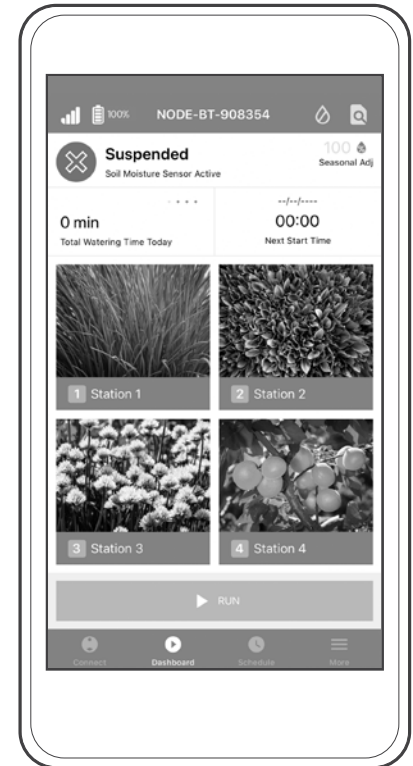 100% NODE-BT-908354
Suspended
Soil Moisture Sensor Active
100
Seasonal Adj
0 min
Total Watering Time Today
--/--/----
00:00
Next Start Time
1 Station 1
2 Station 2
3 Station 3
4 Station 4
RUN
Connect
Dashboard
Schedule
More